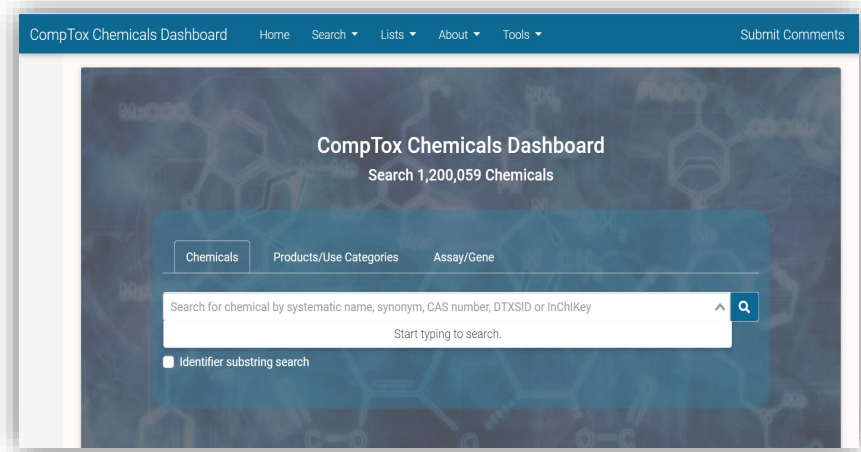 CompTox Chemicals Dashboard Home Search Lists About Tools Submit Comments
CompTox Chemicals Dashboard
Search 1,200,059 Chemicals
Chemicals Products/Use Categories Assay/Gene
Search for chemical by systematic name, synonym, CAS number, DTXSID or InChIKey
Start typing to search.
Identifier substring search